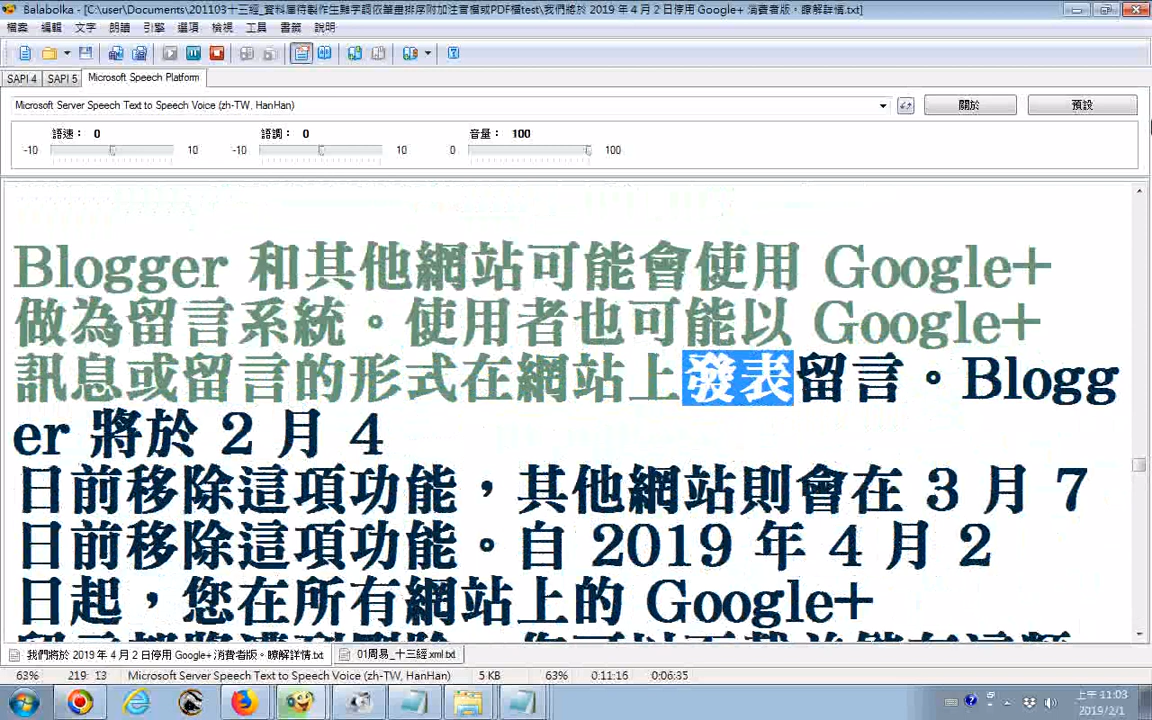 Balabolka - [C:\user\Documents\201103十三經_資料庫待製作生難字詞依筆畫排序附加注音檔或PDF檔test\我們將於 2019 年 4 月 2 日停用 Google+ 消費者版。瞭解詳情.txt]
檔案 編輯 文字 朗讀 引擎 選項 檢視 工具 書籤 說明
SAPI 4 SAPI 5 Microsoft Speech Platform
Microsoft Server Speech Text to Speech Voice (zh-TW, HanHan) 關於 預設
語速： 0 語調： 0 音量： 100
-10 10 -10 10 0 100
Blogger 和其他網站可能會使用 Google+
做為留言系統。使用者也可能以 Google+
訊息或留言的形式在網站上發表留言。Blogg
er 將於 2 月 4
日前移除這項功能，其他網站則會在 3 月 7
日前移除這項功能。自 2019 年 4 月 2
日起，您在所有網站上的 Google+
我們將於 2019 年 4 月 2 日停用 Google+ 消費者版。瞭解詳情.txt 01周易_十三經.xml.txt
63% 219: 13 Microsoft Server Speech Text to Speech Voice (zh-TW, HanHan) 5 KB 63% 0:11:16 0:06:35
上午 11:03
2019/2/1